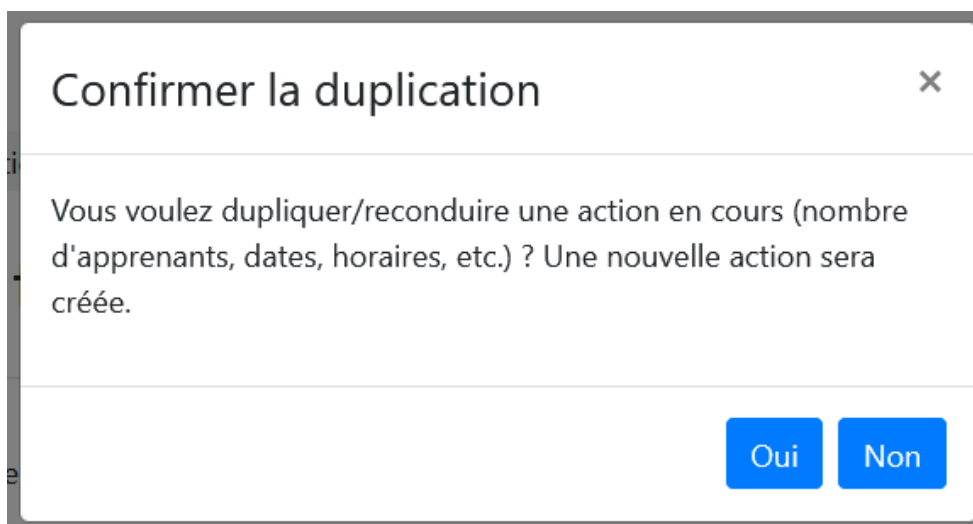 Confirmer la duplication
×
Vous voulez dupliquer/reconduire une action en cours (nombre
d'apprenants, dates, horaires, etc.) ? Une nouvelle action sera
créée.
Oui Non